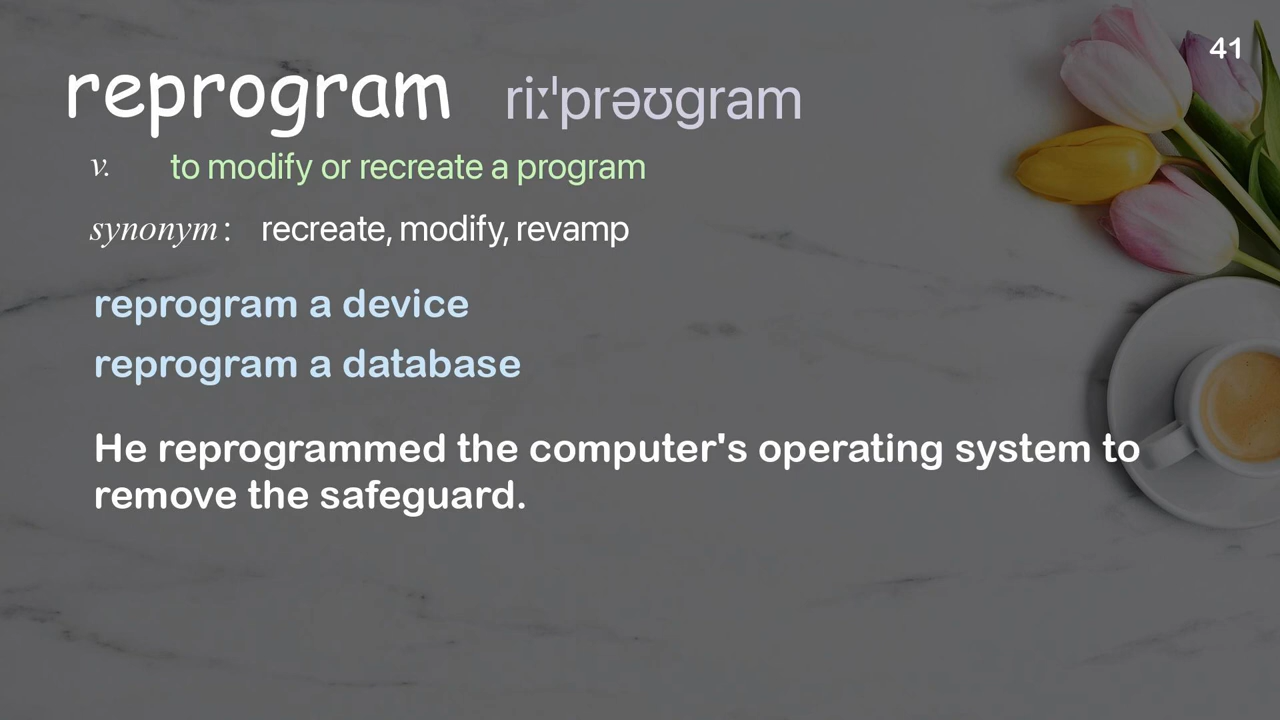 41
reprogram riːˈprəʊgram
v. to modify or recreate a program
synonym : recreate, modify, revamp
reprogram a device
reprogram a database
He reprogrammed the computer's operating system to
remove the safeguard.